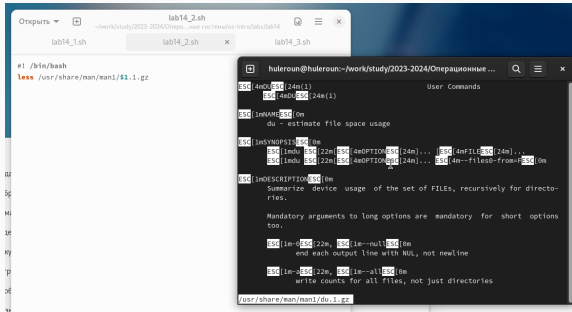 Открыть
lab14_2.sh
~/work/study/2023-2024/Опера...ные системы/os-intro/labs/lab14
lab14_1.sh
lab14_2.sh
lab14_3.sh
#! /bin/bash
less /usr/share/man/man1/$1.1.gz
huleroun@huleroun:~/work/study/2023-2024/Операционные ...
ESC[4mDUESC[24m(1) User Commands
ESC[4mDUESC[24m(1)
ESC[1mNAMEESC[0m
du - estimate file space usage
ESC[1mSYNOPSISESC[0m
ESC[1mdu ESC[22m[ESC[4mOPTIONESC[24m]... [ESC[4mFILEESC[24m]...
ESC[1mdu ESC[22m[ESC[4mOPTIONESC[24m]... ESC[4m--files0-from=FESC[0m
ESC[1mDESCRIPTIONESC[0m
Summarize device usage of the set of FILEs, recursively for directo-
ries.
Mandatory arguments to long options are mandatory for short options
too.
ESC[1m-0ESC[22m, ESC[1m--nullESC[0m
end each output line with NUL, not newline
ESC[1m-aESC[22m, ESC[1m--allESC[0m
write counts for all files, not just directories
/usr/share/man/man1/du.1.gz